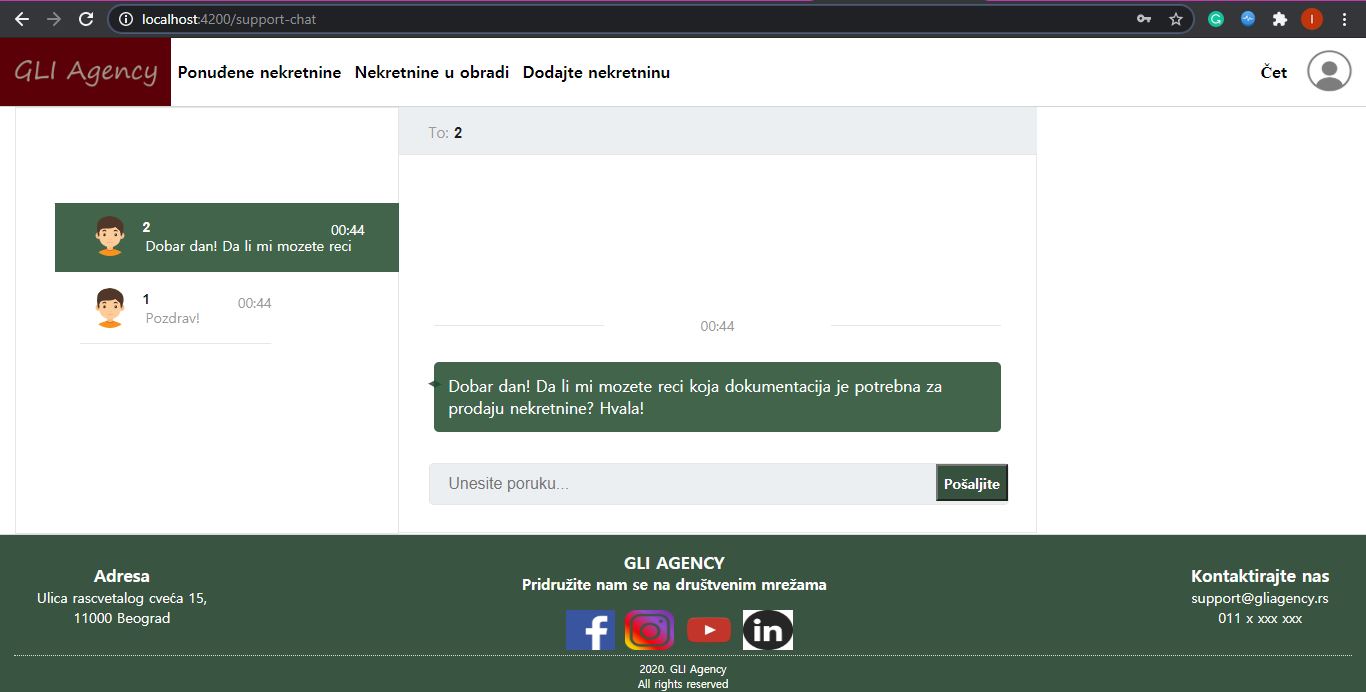 localhost:4200/support-chat
I
GLI Agency
Ponuđene nekretnine Nekretnine u obradi Dodajte nekretninu
Čet
To: 2
2
00:44
Dobar dan! Da li mi mozete reci
1
00:44
Pozdrav!
00:44
Dobar dan! Da li mi mozete reci koja dokumentacija je potrebna za
prodaju nekretnine? Hvala!
Unesite poruku...
Pošaljite
Adresa
Ulica rascvetalog cveća 15,
11000 Beograd
GLI AGENCY
Pridružite nam se na društvenim mrežama
f
in
Kontaktirajte nas
support@gliagency.rs
011 x xxx xxx
2020. GLI Agency
All rights reserved